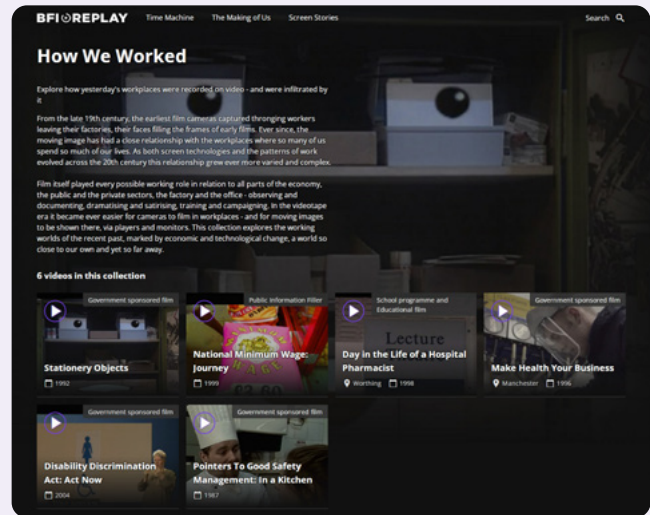 BFI REPLAY
Time Machine
The Making of Us
Screen Stories
Search
How We Worked
Explore how yesterday's workplaces were recorded on video - and were infiltrated by
it
From the late 19th century, the earliest film cameras captured thronging workers
leaving their factories, their faces filling the frames of early films. Ever since, the
moving image has had a close relationship with the workplaces where so many of us
spend so much of our lives. As both screen technologies and the patterns of work
evolved across the 20th century this relationship grew ever more varied and complex.
Film itself played every possible working role in relation to all parts of the economy,
the public and the private sectors, the factory and the office - observing and
documenting, dramatising and satirising, training and campaigning. In the videotape
era it became ever easier for cameras to film in workplaces - and for moving images
to be shown there, via players and monitors. This collection explores the working
worlds of the recent past, marked by economic and technological change, a world so
close to our own and yet so far away.
6 videos in this collection
Government sponsored film
Stationery Objects
1992
Public Information Filler
National Minimum Wage:
Journey
1999
School programme and
Educational film
Lecture
Day in the Life of a Hospital
Pharmacist
Worthing 1998
Government sponsored film
Make Health Your Business
Manchester 1996
Government sponsored film
Disability Discrimination
Act: Act Now
2004
Government sponsored film
Pointers To Good Safety
Management: In a Kitchen
1987